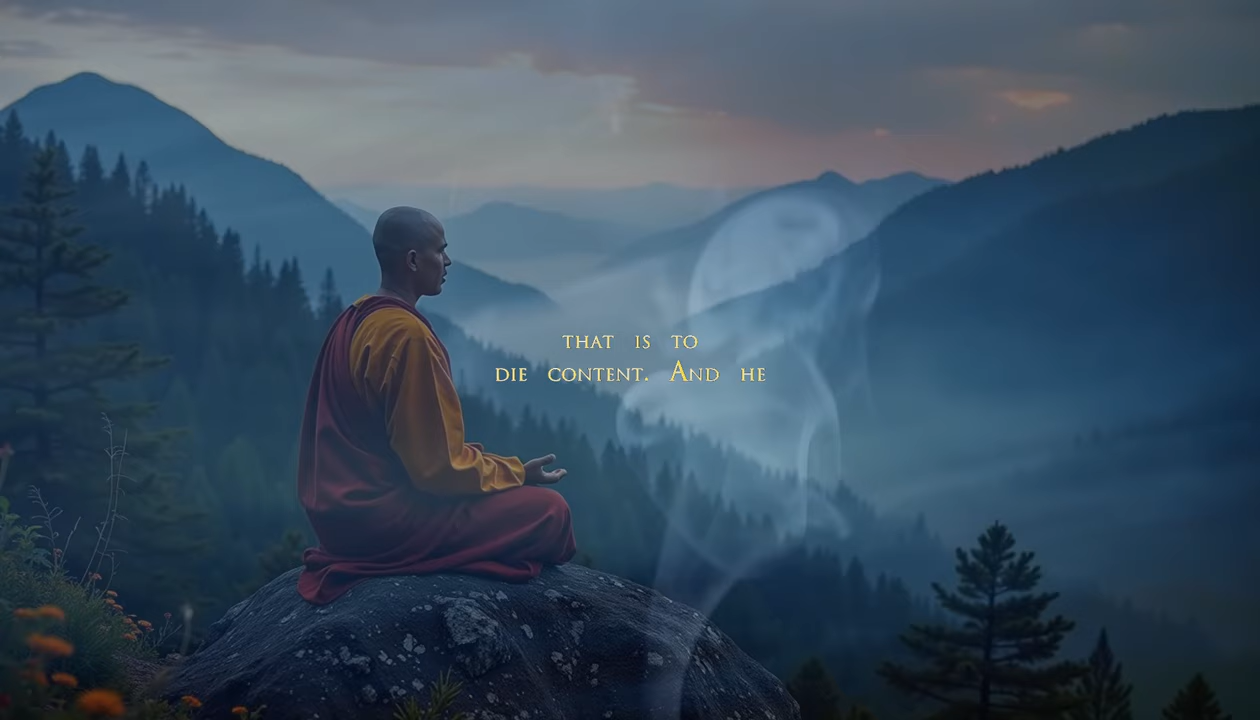 that is to
die content. And he